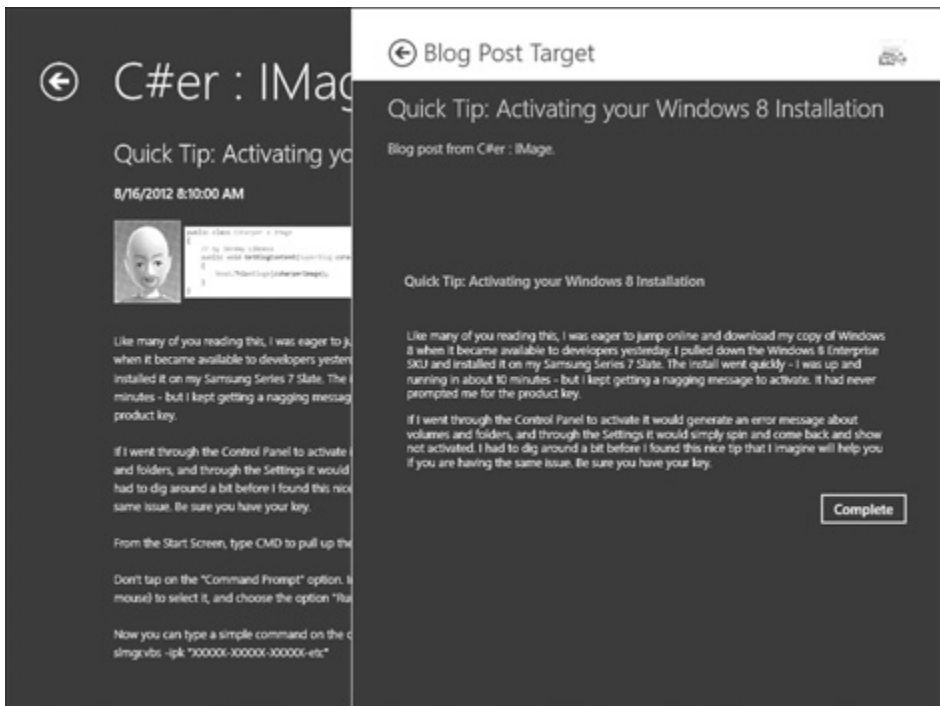 C#er : IMag
Quick Tip: Activating yo
8/16/2012 8:10:00 AM
public class
{
// by Jeremy Likness
public void
{
}
}
Like many of you reading this, I was eager to ju
when it became available to developers yester
installed it on my Samsung Series 7 Slate. The i
minutes - but I kept getting a nagging messag
product key.
If I went through the Control Panel to activate i
and folders, and through the Settings it would
had to dig around a bit before I found this nice
same issue. Be sure you have your key.
From the Start Screen, type CMD to pull up the
Don't tap on the "Command Prompt" option. I
mouse) to select it, and choose the option "Ru
Now you can type a simple command on the c
slmgr.vbs -ipk "XXXXX-XXXXX-XXXXX-etc"
Blog Post Target
Quick Tip: Activating your Windows 8 Installation
Blog post from C#er : IMage.
Quick Tip: Activating your Windows 8 Installation
Like many of you reading this, I was eager to jump online and download my copy of Windows
8 when it became available to developers yesterday. I pulled down the Windows 8 Enterprise
SKU and installed it on my Samsung Series 7 Slate. The install went quickly - I was up and
running in about 10 minutes - but I kept getting a nagging message to activate. It had never
prompted me for the product key.
If I went through the Control Panel to activate it would generate an error message about
volumes and folders, and through the Settings it would simply spin and come back and show
not activated. I had to dig around a bit before I found this nice tip that I imagine will help you
if you are having the same issue. Be sure you have your key.
Complete